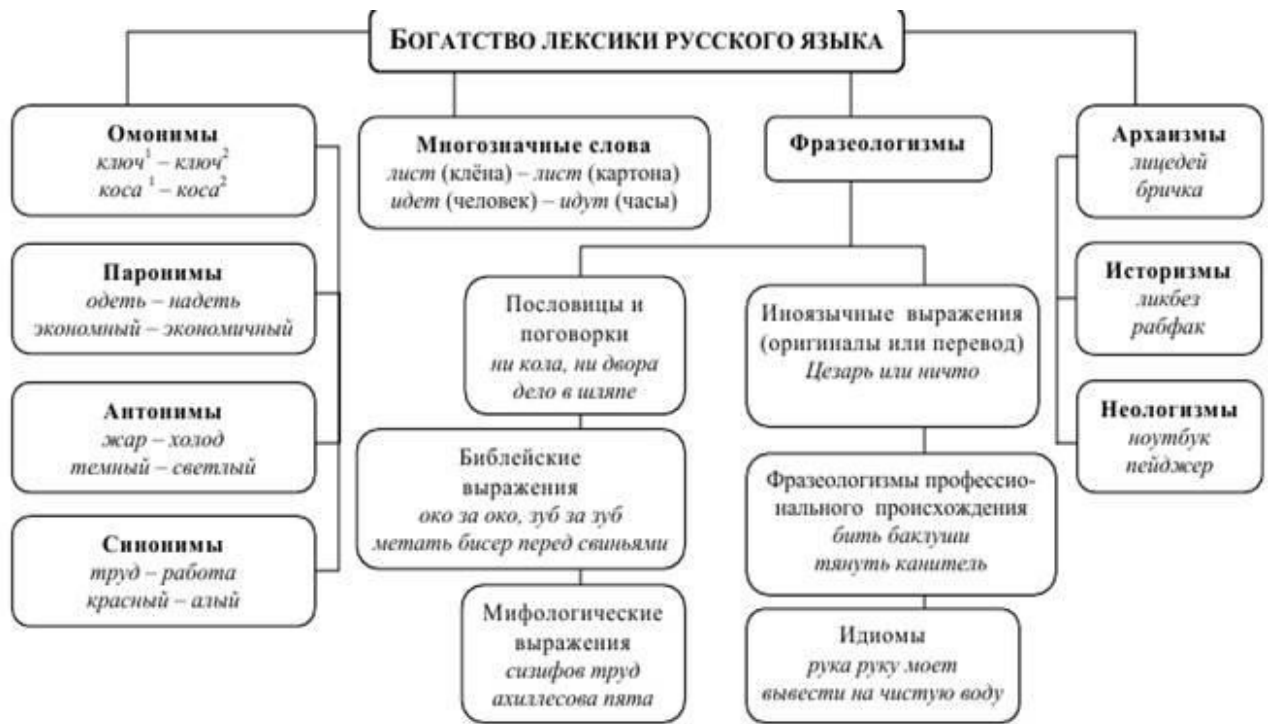 БОГАТСТВО ЛЕКСИКИ РУССКОГО ЯЗЫКА
Омонимы
ключ¹ – ключ²
коса ¹ – коса²
Паронимы
одеть – надеть
экономный – экономичный
Антонимы
жар – холод
темный – светлый
Синонимы
труд – работа
красный – алый
Многозначные слова
лист (клёна) – лист (картона)
идет (человек) – идут (часы)
Фразеологизмы
Пословицы и
поговорки
ни кола, ни двора
дело в шляпе
Библейские
выражения
око за око, зуб за зуб
метать бисер перед свиньями
Мифологические
выражения
сизифов труд
ахиллесова пята
Иноязычные выражения
(оригиналы или перевод)
Цезарь или ничто
Фразеологизмы профессио-
нального происхождения
бить баклуши
тянуть канитель
Идиомы
рука руку моет
вывести на чистую воду
Архаизмы
лицедей
бричка
Историзмы
ликбез
рабфак
Неологизмы
ноутбук
пейджер